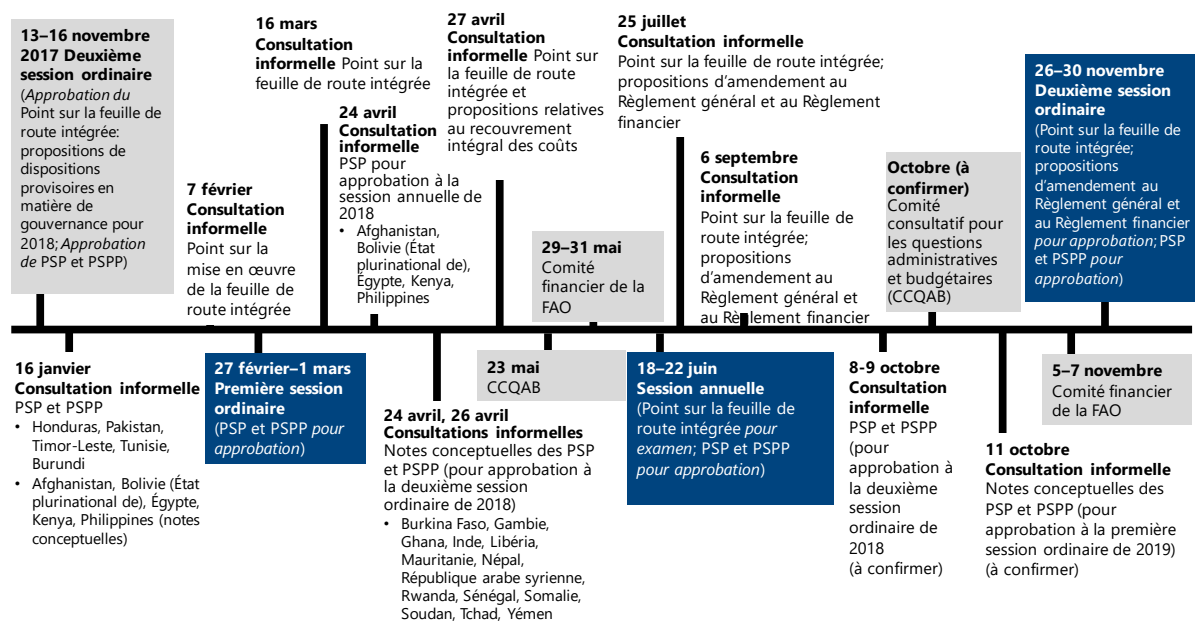 13–16 novembre
2017 Deuxième
session ordinaire
(Approbation du
Point sur la feuille de
route intégrée:
propositions de
dispositions
provisoires en
matière de
gouvernance pour
2018; Approbation
de PSP et PSPP)
7 février
Consultation
informelle
Point sur la
mise en œuvre
de la feuille de
route intégrée
16 mars
Consultation
informelle Point sur la
feuille de route intégrée
24 avril
Consultation
informelle
PSP pour
approbation à la
session annuelle de
2018
• Afghanistan,
Bolivie (État
plurinational de),
Égypte, Kenya,
Philippines
27 avril
Consultation
informelle Point sur
la feuille de route
intégrée et
propositions relatives
au recouvrement
intégral des coûts
29–31 mai
Comité
financier de la
FAO
25 juillet
Consultation informelle
Point sur la feuille de route intégrée;
propositions d’amendement au
Règlement général et au Règlement
financier
6 septembre
Consultation
informelle
Point sur la feuille de
route intégrée;
propositions
d’amendement au
Règlement général et
au Règlement financier
Octobre (à
confirmer)
Comité
consultatif pour
les questions
administratives
et budgétaires
(CCQAB)
26–30 novembre
Deuxième session
ordinaire
(Point sur la feuille de
route intégrée;
propositions
d’amendement au
Règlement général et
au Règlement financier
pour approbation; PSP
et PSPP pour
approbation)
16 janvier
Consultation informelle
PSP et PSPP
• Honduras, Pakistan,
Timor-Leste, Tunisie,
Burundi
• Afghanistan, Bolivie (État
plurinational de), Égypte,
Kenya, Philippines (notes
conceptuelles)
27 février–1 mars
Première session
ordinaire
(PSP et PSPP pour
approbation)
24 avril, 26 avril
Consultations informelles
Notes conceptuelles des PSP
et PSPP (pour approbation à
la deuxième session
ordinaire de 2018)
• Burkina Faso, Gambie,
Ghana, Inde, Libéria,
Mauritanie, Népal,
République arabe syrienne,
Rwanda, Sénégal, Somalie,
Soudan, Tchad, Yémen
23 mai
CCQAB
18–22 juin
Session annuelle
(Point sur la feuille de
route intégrée pour
examen; PSP et PSPP
pour approbation)
8-9 octobre
Consultation
informelle
PSP et PSPP
(pour
approbation à
la deuxième
session
ordinaire de
2018
(à confirmer)
11 octobre
Consultation informelle
Notes conceptuelles des
PSP et PSPP (pour
approbation à la première
session ordinaire de 2019)
(à confirmer)
5–7 novembre
Comité financier
de la FAO